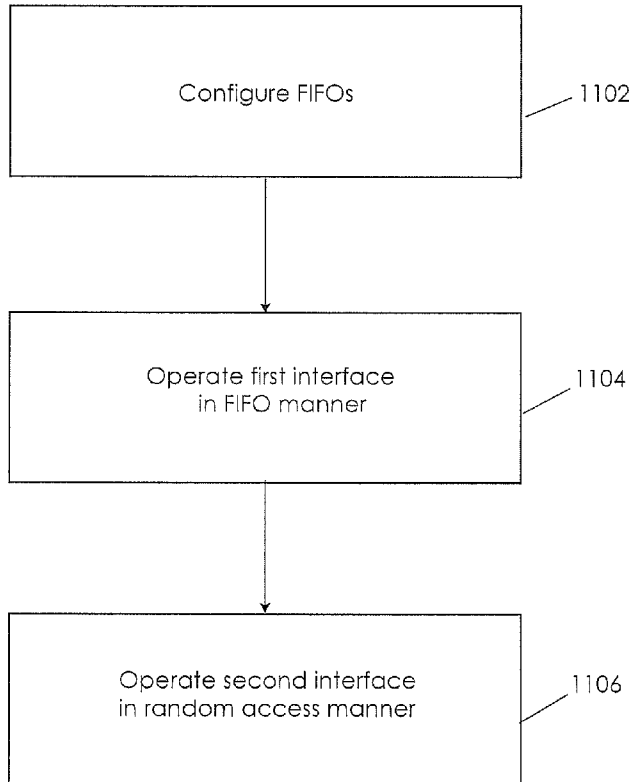 Configure FIFOs
1102
Operate first interface
in FIFO manner
1104
Operate second interface
in random access manner
1106